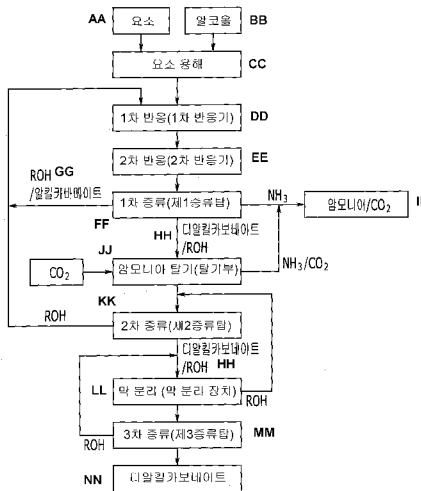 AA 요소 알코올 BB
요소 용해 CC
1차 반응(1차 반응기) DD
2차 반응(2차 반응기) EE
ROH GG
/알킬카바메이트
1차 증류(제1증류탑) NH₃ 암모니아/CO₂ II
FF
HH 디알킬카보네이트
/ROH
JJ
CO₂ 암모니아 탈기(탈기부) NH₃/CO₂
KK
ROH 2차 증류(제2증류탑)
디알킬카보네이트
/ROH HH
LL 막 분리 (막 분리 장치) ROH
ROH 3차 증류(제3증류탑) MM
NN 디알킬카보네이트